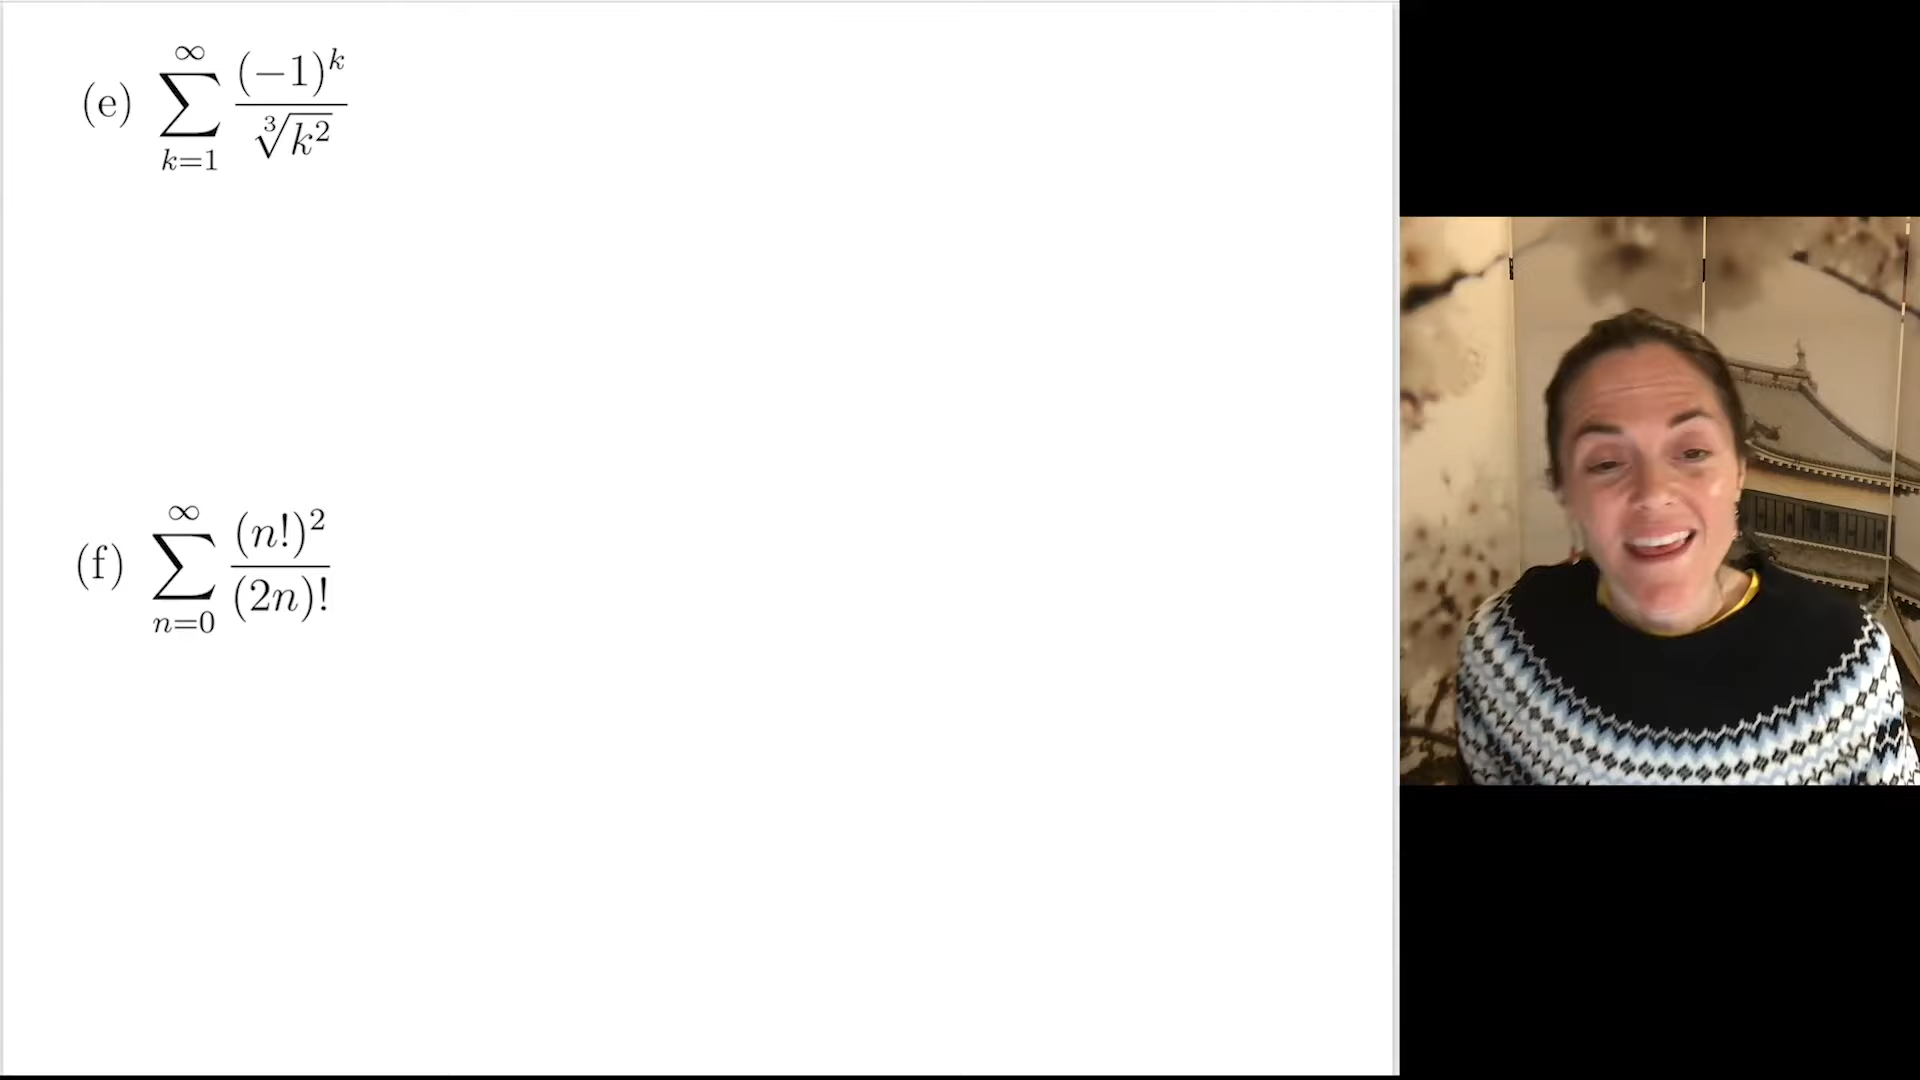 (e) $\sum_{k=1}^{\infty} \frac{(-1)^k}{\sqrt[3]{k^2}}$
(f) $\sum_{n=0}^{\infty} \frac{(n!)^2}{(2n)!}$